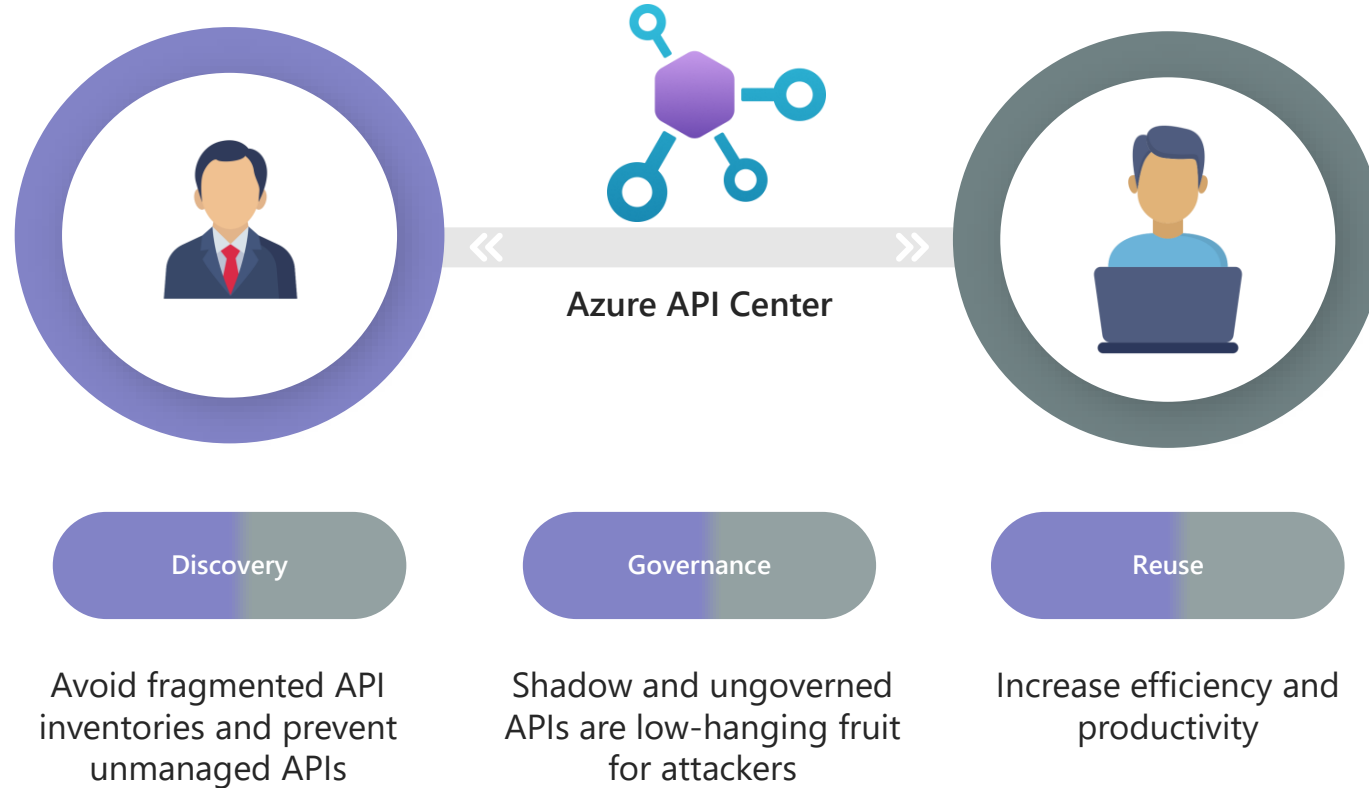 Azure API Center
Discovery
Governance
Reuse
Avoid fragmented API
inventories and prevent
unmanaged APIs
Shadow and ungoverned
APIs are low-hanging fruit
for attackers
Increase efficiency and
productivity